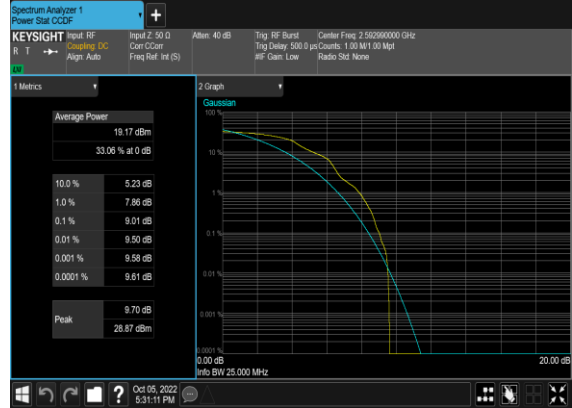 Spectrum Analyzer 1
Power Stat CCDF
+
KEYSIGHT
R T
Input: RF
Coupling: DC
Align: Auto
Input Z: 50 Ω
Corr CCorr
Freq Ref: Int (S)
Atten: 40 dB
Trig: RF Burst
Trig Delay: 500.0 µs
#IF Gain: Low
Center Freq: 2.592990000 GHz
Counts: 1.00 M/1.00 Mpt
Radio Std: None
1 Metrics
Average Power
19.17 dBm
33.06 % at 0 dB
10.0 % 5.23 dB
1.0 % 7.86 dB
0.1 % 9.01 dB
0.01 % 9.50 dB
0.001 % 9.58 dB
0.0001 % 9.61 dB
Peak
9.70 dB
28.87 dBm
2 Graph
Gaussian
100 %
10 %
1 %
0.1 %
0.01 %
0.001 %
0.0001 %
0.00 dB
20.00 dB
Info BW 25.000 MHz
?
Oct 05, 2022
5:31:11 PM